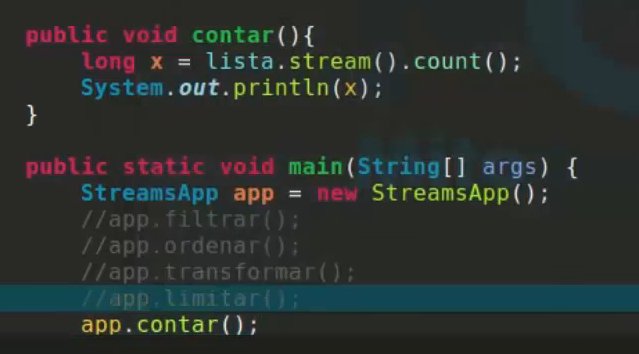 public void contar(){
long x = lista.stream().count();
System.out.println(x);
}
public static void main(String[] args) {
StreamsApp app = new StreamsApp();
//app.filtrar();
//app.ordenar();
//app.transformar();
//app.limitar();
app.contar();